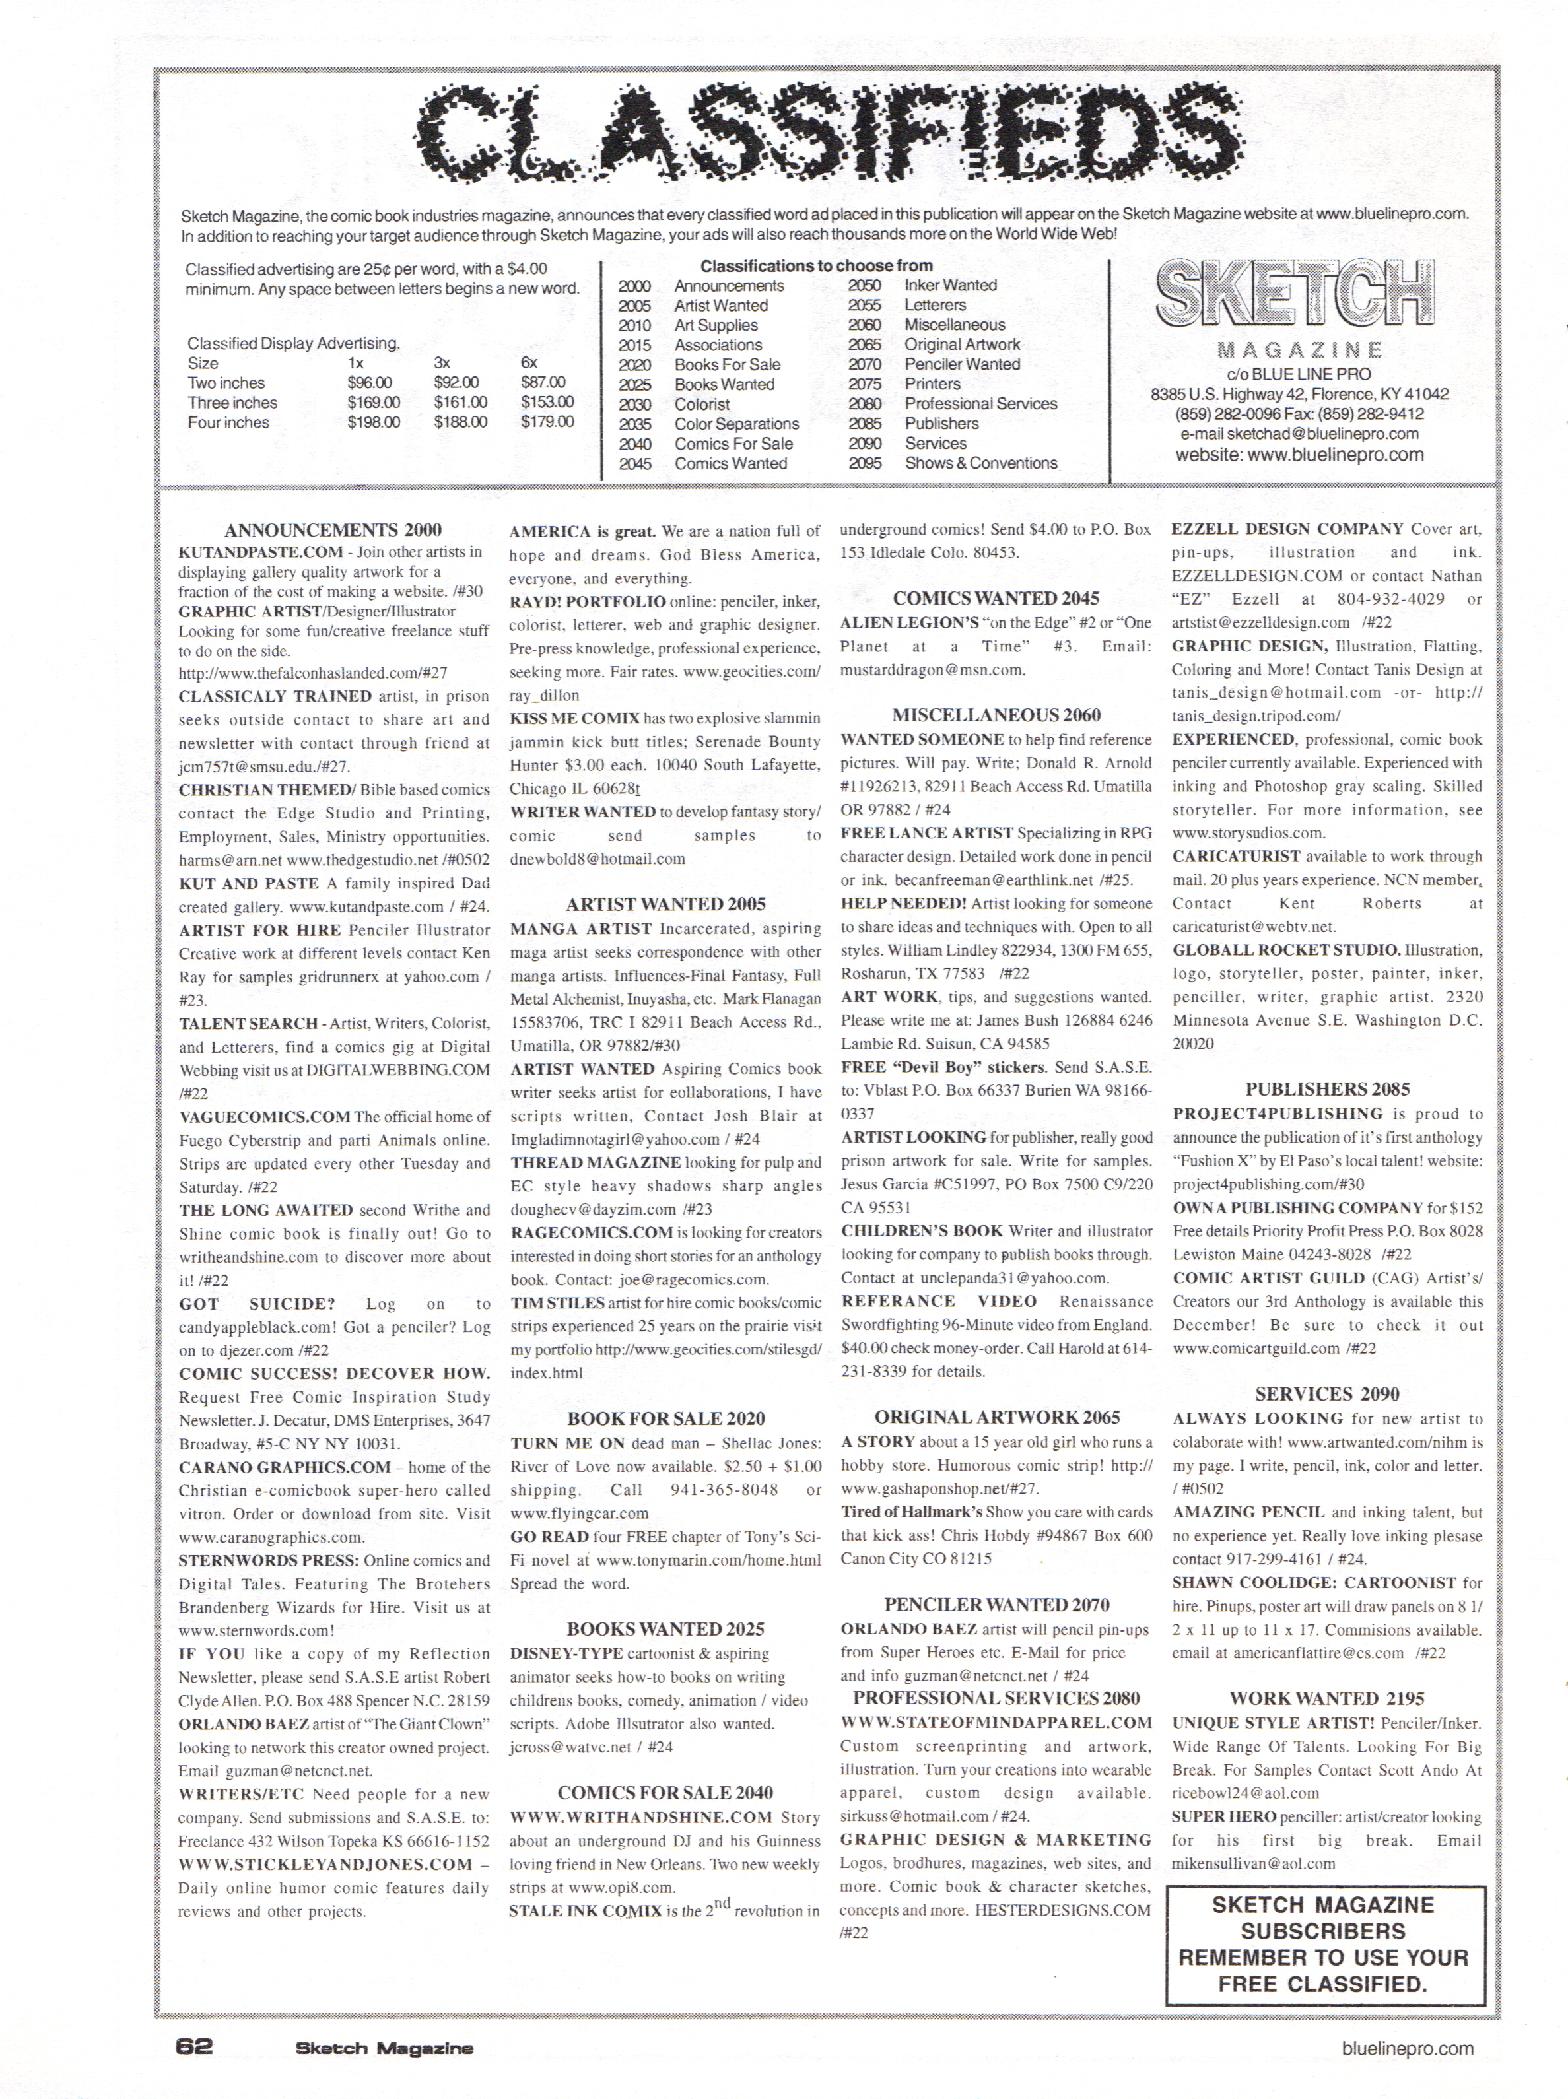 CLASSIFIEDS
Sketch Magazine, the comic book industries magazine, announces that every classified word ad placed in this publication will appear on the Sketch Magazine website at www.bluelinepro.com.
In addition to reaching your target audience through Sketch Magazine, your ads will also reach thousands more on the World Wide Web!
Classified advertising are 25¢ per word, with a $4.00
minimum. Any space between letters begins a new word.
Classified Display Advertising.
Size 1x 3x 6x
Two inches $96.00 $92.00 $87.00
Three inches $169.00 $161.00 $153.00
Four inches $198.00 $188.00 $179.00
Classifications to choose from
2000 Announcements 2050 Inker Wanted
2005 Artist Wanted 2055 Letterers
2010 Art Supplies 2060 Miscellaneous
2015 Associations 2065 Original Artwork
2020 Books For Sale 2070 Penciler Wanted
2025 Books Wanted 2075 Printers
2030 Colorist 2080 Professional Services
2035 Color Separations 2085 Publishers
2040 Comics For Sale 2090 Services
2045 Comics Wanted 2095 Shows & Conventions
SKETCH
MAGAZINE
c/o BLUE LINE PRO
8385 U.S. Highway 42, Florence, KY 41042
(859) 282-0096 Fax: (859) 282-9412
e-mail sketchad@bluelinepro.com
website: www.bluelinepro.com
ANNOUNCEMENTS 2000
KUTANDPASTE.COM - Join other artists in
displaying gallery quality artwork for a
fraction of the cost of making a website. /#30
GRAPHIC ARTIST/Designer/Illustrator
Looking for some fun/creative freelance stuff
to do on the side.
http://www.thefalconhaslanded.com/#27
CLASSICALY TRAINED artist, in prison
seeks outside contact to share art and
newsletter with contact through friend at
jcm757t@smsu.edu./#27.
CHRISTIAN THEMED/ Bible based comics
contact the Edge Studio and Printing,
Employment, Sales, Ministry opportunities.
harms@arn.net www.thedgestudio.net /#0502
KUT AND PASTE A family inspired Dad
created gallery. www.kutandpaste.com / #24.
ARTIST FOR HIRE Penciler Illustrator
Creative work at different levels contact Ken
Ray for samples gridrunnerx at yahoo.com /
#23.
TALENT SEARCH - Artist, Writers, Colorist,
and Letterers, find a comics gig at Digital
Webbing visit us at DIGITALWEBBING.COM
/#22
VAGUECOMICS.COM The official home of
Fuego Cyberstrip and parti Animals online.
Strips are updated every other Tuesday and
Saturday. /#22
THE LONG AWAITED second Writhe and
Shine comic book is finally out! Go to
writheandshine.com to discover more about
it! /#22
GOT SUICIDE? Log on to
candyappleblack.com! Got a penciler? Log
on to djezer.com /#22
COMIC SUCCESS! DECOVER HOW.
Request Free Comic Inspiration Study
Newsletter. J. Decatur, DMS Enterprises, 3647
Broadway, #5-C NY NY 10031.
CARANO GRAPHICS.COM – home of the
Christian e-comicbook super-hero called
vitron. Order or download from site. Visit
www.caranographics.com.
STERNWORDS PRESS: Online comics and
Digital Tales. Featuring The Brotehers
Brandenberg Wizards for Hire. Visit us at
www.sternwords.com!
IF YOU like a copy of my Reflection
Newsletter, please send S.A.S.E artist Robert
Clyde Allen. P.O. Box 488 Spencer N.C. 28159
ORLANDO BAEZ artist of "The Giant Clown"
looking to network this creator owned project.
Email guzman@netcnct.net.
WRITERS/ETC Need people for a new
company. Send submissions and S.A.S.E. to:
Freelance 432 Wilson Topeka KS 66616-1152
WWW.STICKLEYANDJONES.COM –
Daily online humor comic features daily
reviews and other projects.
AMERICA is great. We are a nation full of
hope and dreams. God Bless America,
everyone, and everything.
RAYD! PORTFOLIO online: penciler, inker,
colorist, letterer, web and graphic designer.
Pre-press knowledge, professional experience,
seeking more. Fair rates. www.geocities.com/
ray_dillon
KISS ME COMIX has two explosive slammin
jammin kick butt titles; Serenade Bounty
Hunter $3.00 each. 10040 South Lafayette,
Chicago IL 60628t
WRITER WANTED to develop fantasy story/
comic send samples to
dnewbold8@hotmail.com
ARTIST WANTED 2005
MANGA ARTIST Incarcerated, aspiring
maga artist seeks correspondence with other
manga artists. Influences-Final Fantasy, Full
Metal Alchemist, Inuyasha, etc. Mark Flanagan
15583706, TRC I 82911 Beach Access Rd.,
Umatilla, OR 97882/#30
ARTIST WANTED Aspiring Comics book
writer seeks artist for eollaborations, I have
scripts written, Contact Josh Blair at
Imgladimnotagirl@yahoo.com / #24
THREAD MAGAZINE looking for pulp and
EC style heavy shadows sharp angles
doughecv@dayzim.com /#23
RAGECOMICS.COM is looking for creators
interested in doing short stories for an anthology
book. Contact: joe@ragecomics.com.
TIM STILES artist for hire comic books/comic
strips experienced 25 years on the prairie visit
my portfolio http://www.geocities.com/stilesgd/
index.html
BOOK FOR SALE 2020
TURN ME ON dead man – Shellac Jones:
River of Love now available. $2.50 + $1.00
shipping. Call 941-365-8048 or
www.flyingcar.com
GO READ four FREE chapter of Tony's Sci-
Fi novel at www.tonymarin.com/home.html
Spread the word.
BOOKS WANTED 2025
DISNEY-TYPE cartoonist & aspiring
animator seeks how-to books on writing
childrens books, comedy, animation / video
scripts. Adobe Illsutrator also wanted.
jcross@watvc.net / #24
COMICS FOR SALE 2040
WWW.WRITHANDSHINE.COM Story
about an underground DJ and his Guinness
loving friend in New Orleans. Two new weekly
strips at www.opi8.com.
STALE INK COMIX is the 2nd revolution in
underground comics! Send $4.00 to P.O. Box
153 Idledale Colo. 80453.
COMICS WANTED 2045
ALIEN LEGION'S "on the Edge" #2 or "One
Planet at a Time" #3. Email:
mustarddragon@msn.com.
MISCELLANEOUS 2060
WANTED SOMEONE to help find reference
pictures. Will pay. Write; Donald R. Arnold
#11926213, 82911 Beach Access Rd. Umatilla
OR 97882 / #24
FREE LANCE ARTIST Specializing in RPG
character design. Detailed work done in pencil
or ink. becanfreeman@earthlink.net /#25.
HELP NEEDED! Artist looking for someone
to share ideas and techniques with. Open to all
styles. William Lindley 822934, 1300 FM 655,
Rosharun, TX 77583 /#22
ART WORK, tips, and suggestions wanted.
Please write me at: James Bush 126884 6246
Lambie Rd. Suisun, CA 94585
FREE "Devil Boy" stickers. Send S.A.S.E.
to: Vblast P.O. Box 66337 Burien WA 98166-
0337
ARTIST LOOKING for publisher, really good
prison artwork for sale. Write for samples.
Jesus Garcia #C51997, PO Box 7500 C9/220
CA 95531
CHILDREN'S BOOK Writer and illustrator
looking for company to publish books through.
Contact at unclepanda31@yahoo.com.
REFERANCE VIDEO Renaissance
Swordfighting 96-Minute video from England.
$40.00 check money-order. Call Harold at 614-
231-8339 for details.
ORIGINAL ARTWORK 2065
A STORY about a 15 year old girl who runs a
hobby store. Humorous comic strip! http://
www.gashaponshop.net/#27.
Tired of Hallmark's Show you care with cards
that kick ass! Chris Hobdy #94867 Box 600
Canon City CO 81215
PENCILER WANTED 2070
ORLANDO BAEZ artist will pencil pin-ups
from Super Heroes etc. E-Mail for price
and info guzman@netcnct.net / #24
PROFESSIONAL SERVICES 2080
WWW.STATEOFMINDAPPAREL.COM
Custom screenprinting and artwork,
illustration. Turn your creations into wearable
apparel, custom design available.
sirkuss@hotmail.com / #24.
GRAPHIC DESIGN & MARKETING
Logos, brodhures, magazines, web sites, and
more. Comic book & character sketches,
concepts and more. HESTERDESIGNS.COM
/#22
EZZELL DESIGN COMPANY Cover art,
pin-ups, illustration and ink.
EZZELLDESIGN.COM or contact Nathan
"EZ" Ezzell at 804-932-4029 or
artstist@ezzelldesign.com /#22
GRAPHIC DESIGN, Illustration, Flatting,
Coloring and More! Contact Tanis Design at
tanis_design@hotmail.com -or- http://
tanis_design.tripod.com/
EXPERIENCED, professional, comic book
penciler currently available. Experienced with
inking and Photoshop gray scaling. Skilled
storyteller. For more information, see
www.storysudios.com.
CARICATURIST available to work through
mail. 20 plus years experience. NCN member,
Contact Kent Roberts at
caricaturist@webtv.net.
GLOBALL ROCKET STUDIO. Illustration,
logo, storyteller, poster, painter, inker,
penciller, writer, graphic artist. 2320
Minnesota Avenue S.E. Washington D.C.
20020
PUBLISHERS 2085
PROJECT4PUBLISHING is proud to
announce the publication of it's first anthology
"Fushion X" by El Paso's local talent! website:
project4publishing.com/#30
OWN A PUBLISHING COMPANY for $152
Free details Priority Profit Press P.O. Box 8028
Lewiston Maine 04243-8028 /#22
COMIC ARTIST GUILD (CAG) Artist's/
Creators our 3rd Anthology is available this
December! Be sure to check it out
www.comicartguild.com /#22
SERVICES 2090
ALWAYS LOOKING for new artist to
colaborate with! www.artwanted.com/nihm is
my page. I write, pencil, ink, color and letter.
/ #0502
AMAZING PENCIL and inking talent, but
no experience yet. Really love inking plesase
contact 917-299-4161 / #24.
SHAWN COOLIDGE: CARTOONIST for
hire. Pinups, poster art will draw panels on 8 1/
2 x 11 up to 11 x 17. Commisions available.
email at americanflattire@cs.com /#22
WORK WANTED 2195
UNIQUE STYLE ARTIST! Penciler/Inker.
Wide Range Of Talents. Looking For Big
Break. For Samples Contact Scott Ando At
ricebowl24@aol.com
SUPER HERO penciller: artist/creator looking
for his first big break. Email
mikensullivan@aol.com
SKETCH MAGAZINE
SUBSCRIBERS
REMEMBER TO USE YOUR
FREE CLASSIFIED.
62 Sketch Magazine bluelinepro.com